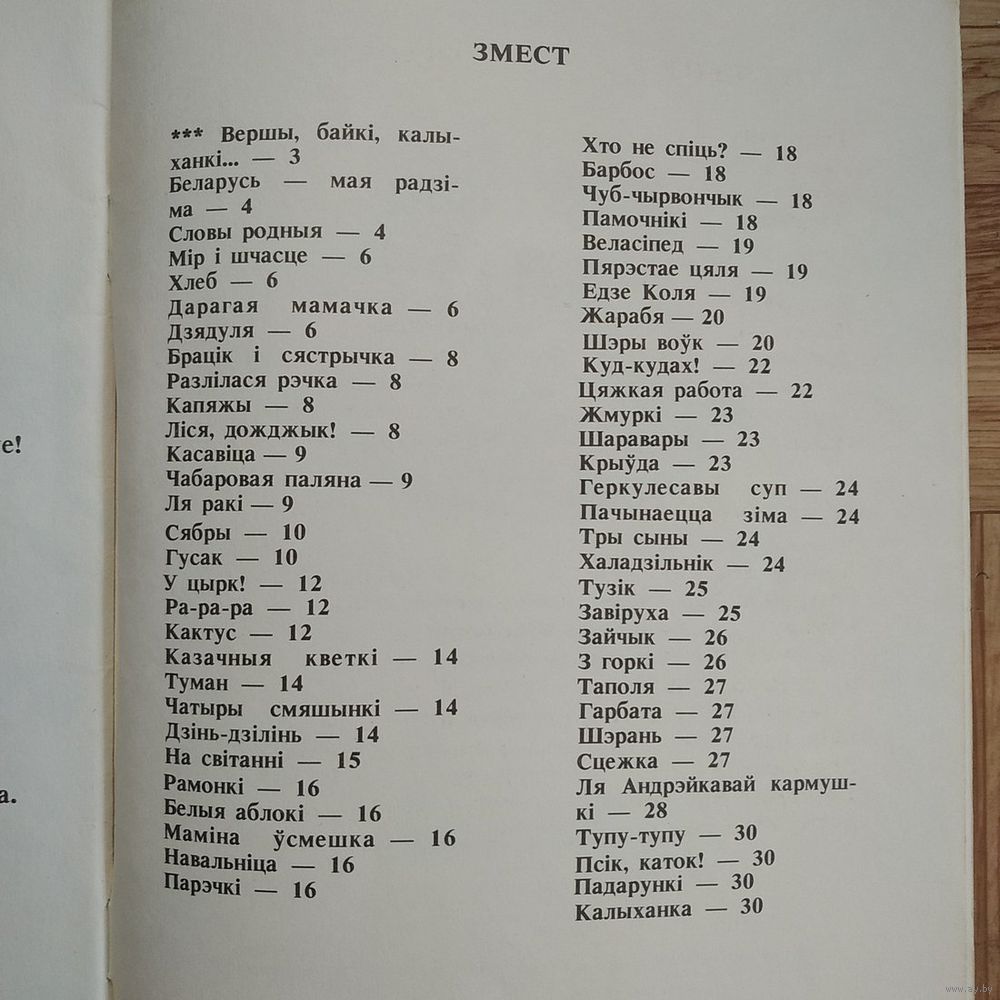 ЗМЕСТ
*** Вершы, байкі, калы-
ханкі... — 3
Беларусь — мая радзі-
ма — 4
Словы родныя — 4
Мір і шчасце — 6
Хлеб — 6
Дарагая мамачка — 6
Дзядуля — 6
Брацік і сястрычка — 8
Разлілася рэчка — 8
Капяжы — 8
Ліся, дожджык! — 8
Касавіца — 9
Чабаровая паляна — 9
Ля ракі — 9
Сябры — 10
Гусак — 10
У цырк! — 12
Ра-ра-ра — 12
Кактус — 12
Казачныя кветкі — 14
Туман — 14
Чатыры смяшынкі — 14
Дзінь-дзілінь — 14
На світанні — 15
Рамонкі — 16
Белыя аблокі — 16
Маміна ўсмешка — 16
Навальніца — 16
Парэчкі — 16
Хто не спіць? — 18
Барбос — 18
Чуб-чырвончык — 18
Памочнікі — 18
Веласіпед — 19
Пярэстае цяля — 19
Едзе Коля — 19
Жарабя — 20
Шэры воўк — 20
Куд-кудах! — 22
Цяжкая работа — 22
Жмуркі — 23
Шаравары — 23
Крыўда — 23
Геркулесавы суп — 24
Пачынаецца зіма — 24
Тры сыны — 24
Халадзільнік — 24
Тузік — 25
Завіруха — 25
Зайчык — 26
З горкі — 26
Таполя — 27
Гарбата — 27
Шэрань — 27
Сцежка — 27
Ля Андрэйкавай кармуш-
кі — 28
Тупу-тупу — 30
Псік, каток! — 30
Падарункі — 30
Калыханка — 30
е!
а.
www.ay.by